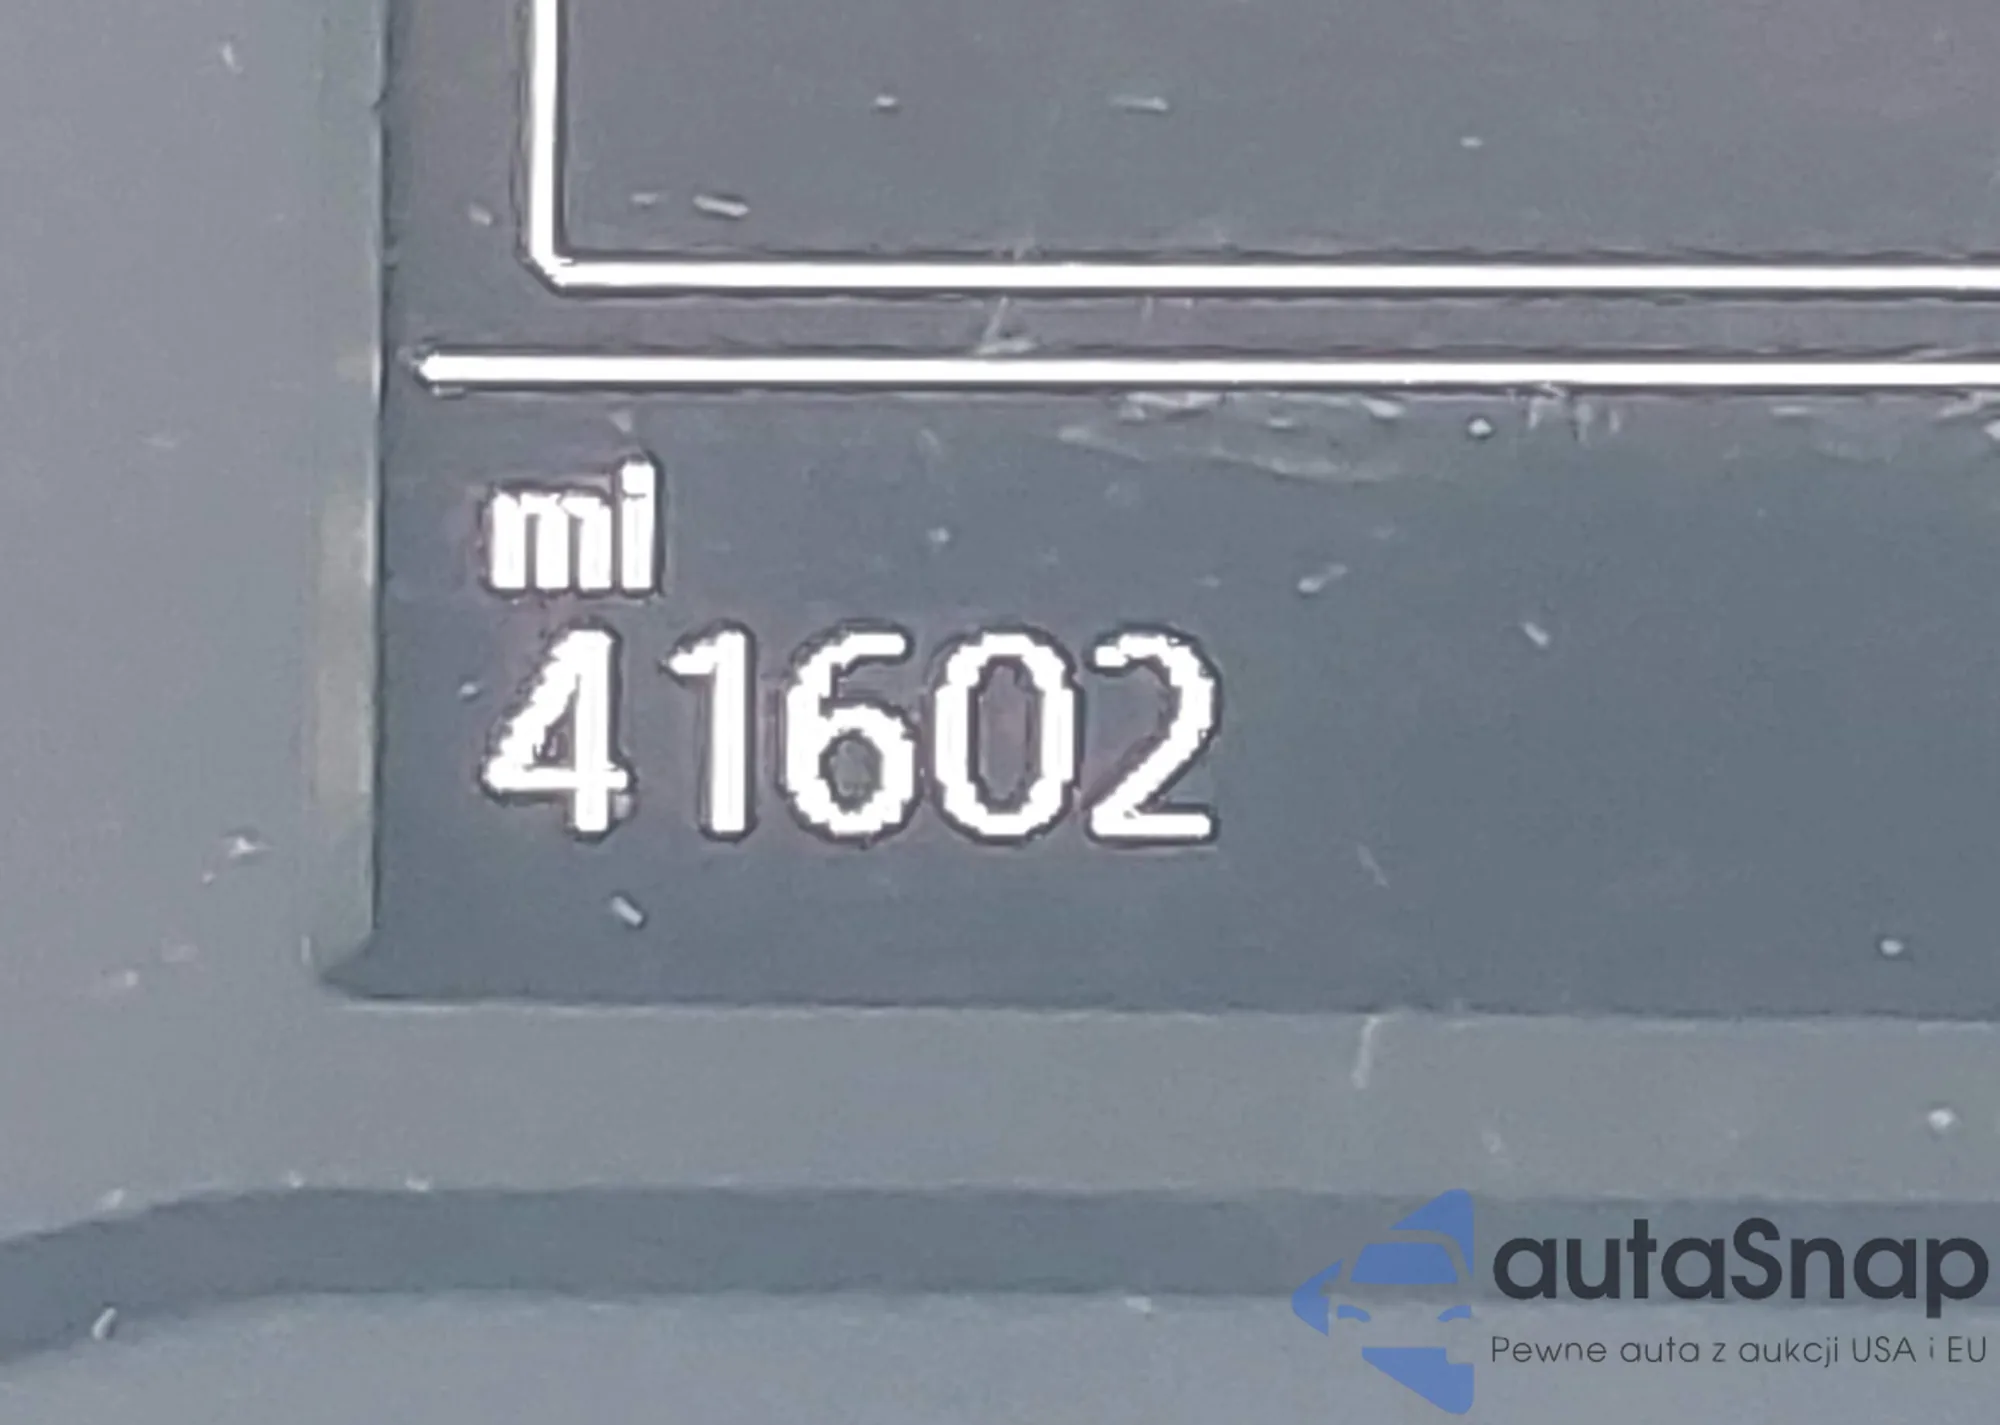 mi
41602
autaSnap
Pewne auta z aukcji USA i EU